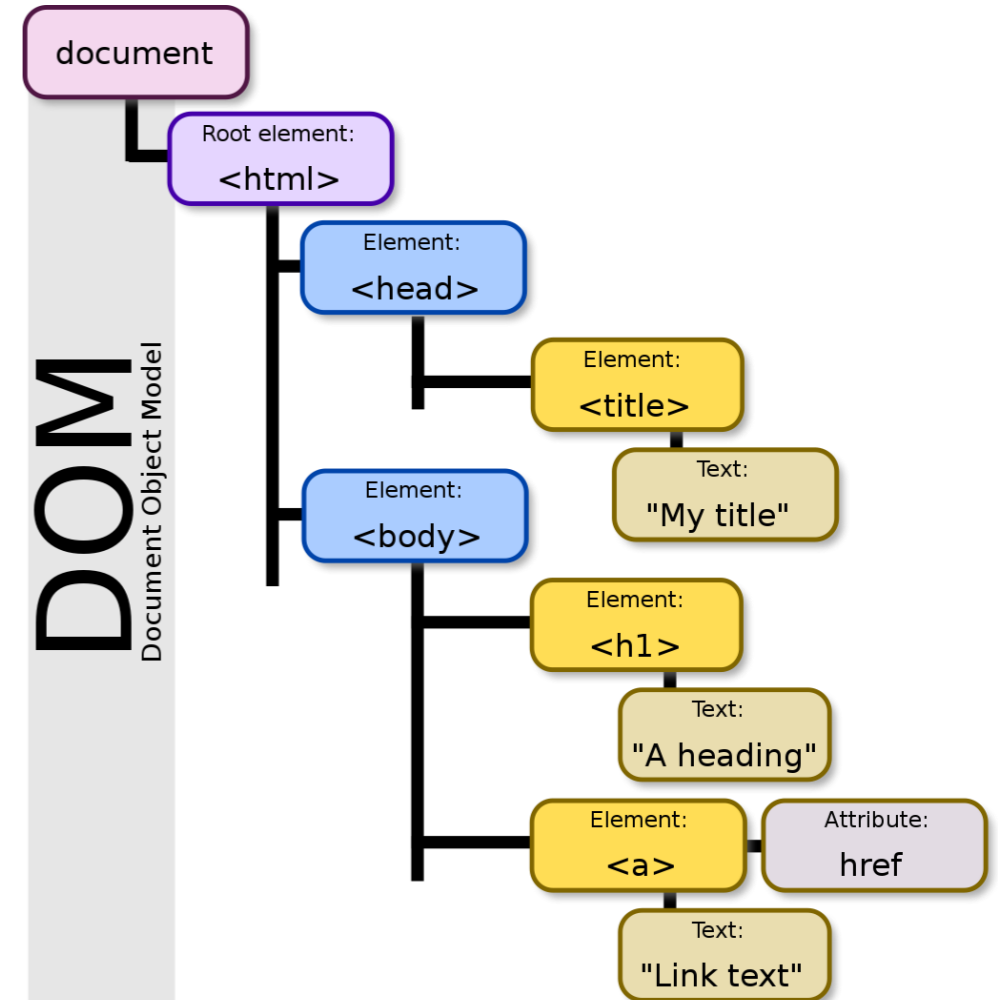 document
Root element:
<html>
Element:
<head>
Element:
<title>
Text:
"My title"
Element:
<body>
Element:
<h1>
Text:
"A heading"
Element:
<a>
Attribute:
href
Text:
"Link text"
DOM
Document Object Model